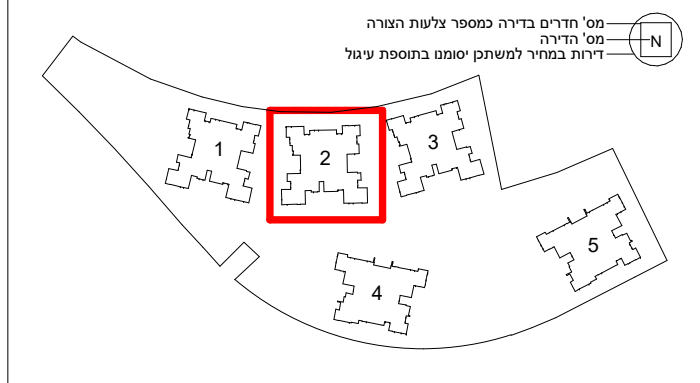 מס' חדרים בדירה כמספר צלעות הצורה
מס' הדירה
דירות במחיר למשתכן יסומנו בתוספת עיגול
N
1
2
3
4
5